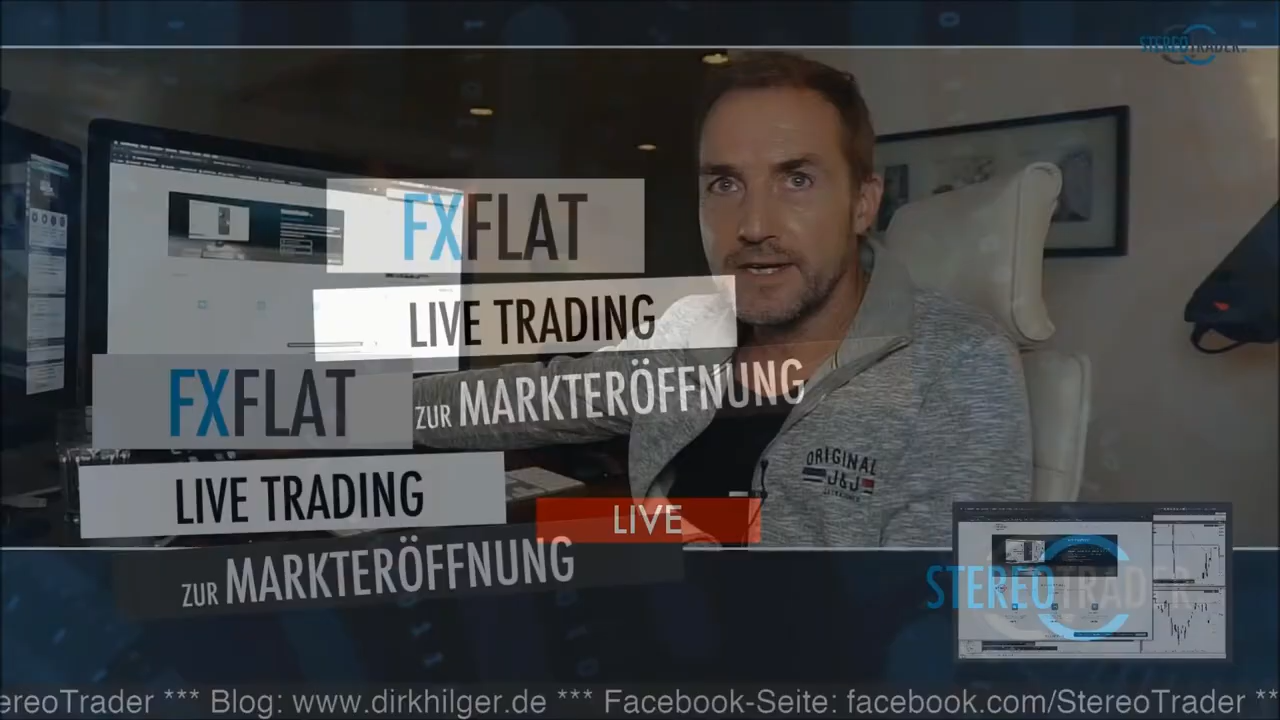 STEREOTRADER
FXFLAT
LIVE TRADING
ZUR MARKTERÖFFNUNG
FXFLAT
LIVE TRADING
ZUR MARKTERÖFFNUNG
ORIGINAL
J&J
LIVE
STEREOTRADER
ereoTrader *** Blog: www.dirkhilger.de *** Facebook-Seite: facebook.com/StereoTrader **